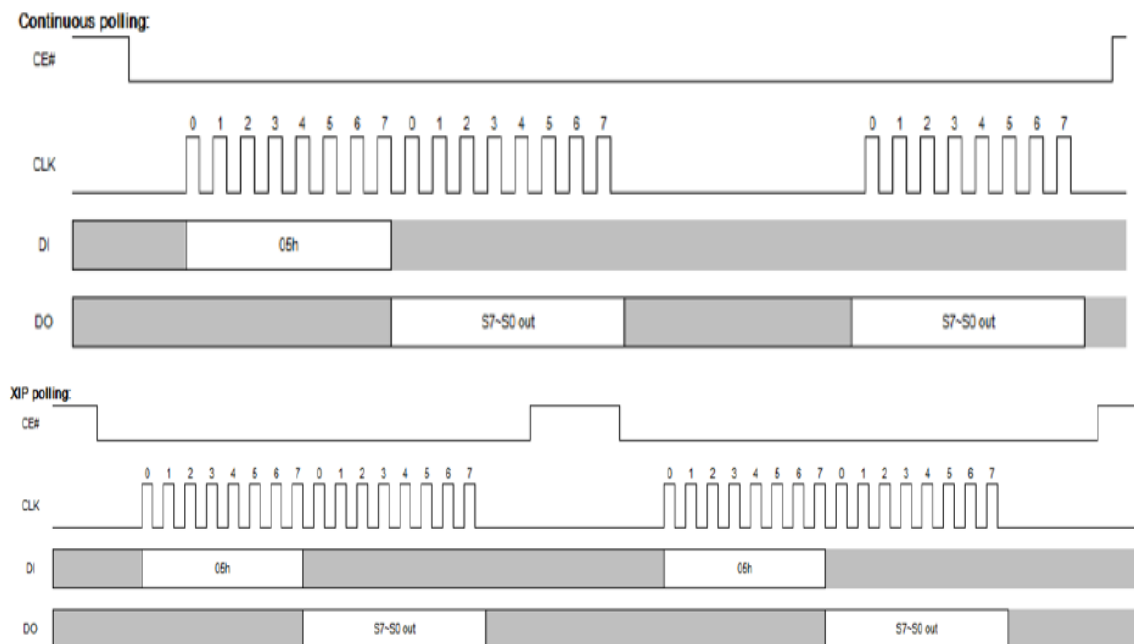 Continuous polling:
CE#
0 1 2 3 4 5 6 7 0 1 2 3 4 5 6 7 0 1 2 3 4 5 6 7
CLK
DI 05h
DO S7~S0 out S7~S0 out
XIP polling:
CE#
0 1 2 3 4 5 6 7 0 1 2 3 4 5 6 7 0 1 2 3 4 5 6 7 0 1 2 3 4 5 6 7
CLK
DI 05h 05h
DO S7~S0 out S7~S0 out